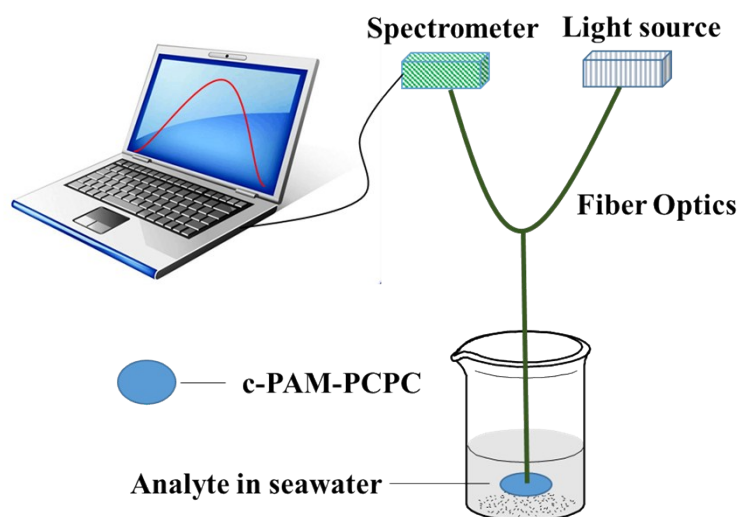 Spectrometer
Light source
Fiber Optics
c-PAM-PCPC
Analyte in seawater